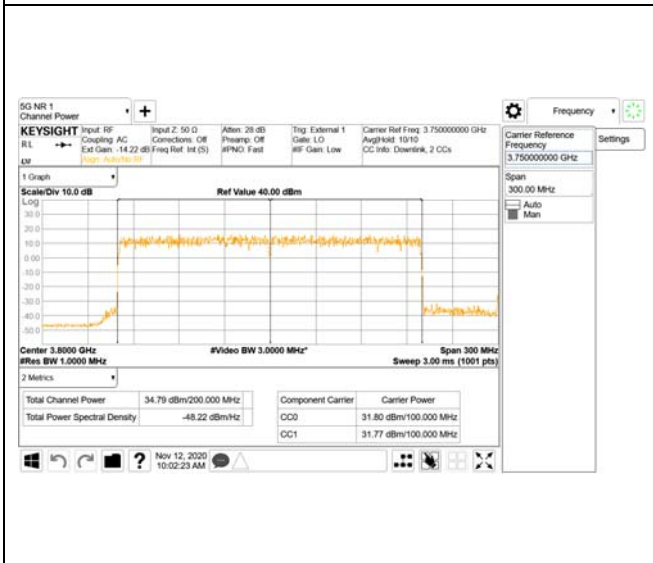 5G NR 1
Channel Power
Frequency
KEYSIGHT
RL
Input: RF
Coupling: AC
Ext Gain: -14.22 dB
Align: Auto/No RF
Input Z: 50 Ω
Corrections: Off
Freq Ref: Int (S)
Atten: 28 dB
Preamp: Off
#PNO: Fast
Trig: External 1
Gate: LO
#IF Gain: Low
Carrier Ref Freq: 3.750000000 GHz
Avg|Hold: 10/10
CC Info: Downlink, 2 CCs
Carrier Reference
Frequency
3.750000000 GHz
Settings
Span
300.00 MHz
Auto
Man
1 Graph
Scale/Div 10.0 dB
Ref Value 40.00 dBm
Log
30.0
20.0
10.0
0.00
-10.0
-20.0
-30.0
-40.0
-50.0
Center 3.8000 GHz
#Video BW 3.0000 MHz*
Span 300 MHz
#Res BW 1.0000 MHz
Sweep 3.00 ms (1001 pts)
2 Metrics
Total Channel Power 34.79 dBm/200.000 MHz
Total Power Spectral Density -48.22 dBm/Hz
Component Carrier Carrier Power
CC0 31.80 dBm/100.000 MHz
CC1 31.77 dBm/100.000 MHz
?
Nov 12, 2020
10:02:23 AM